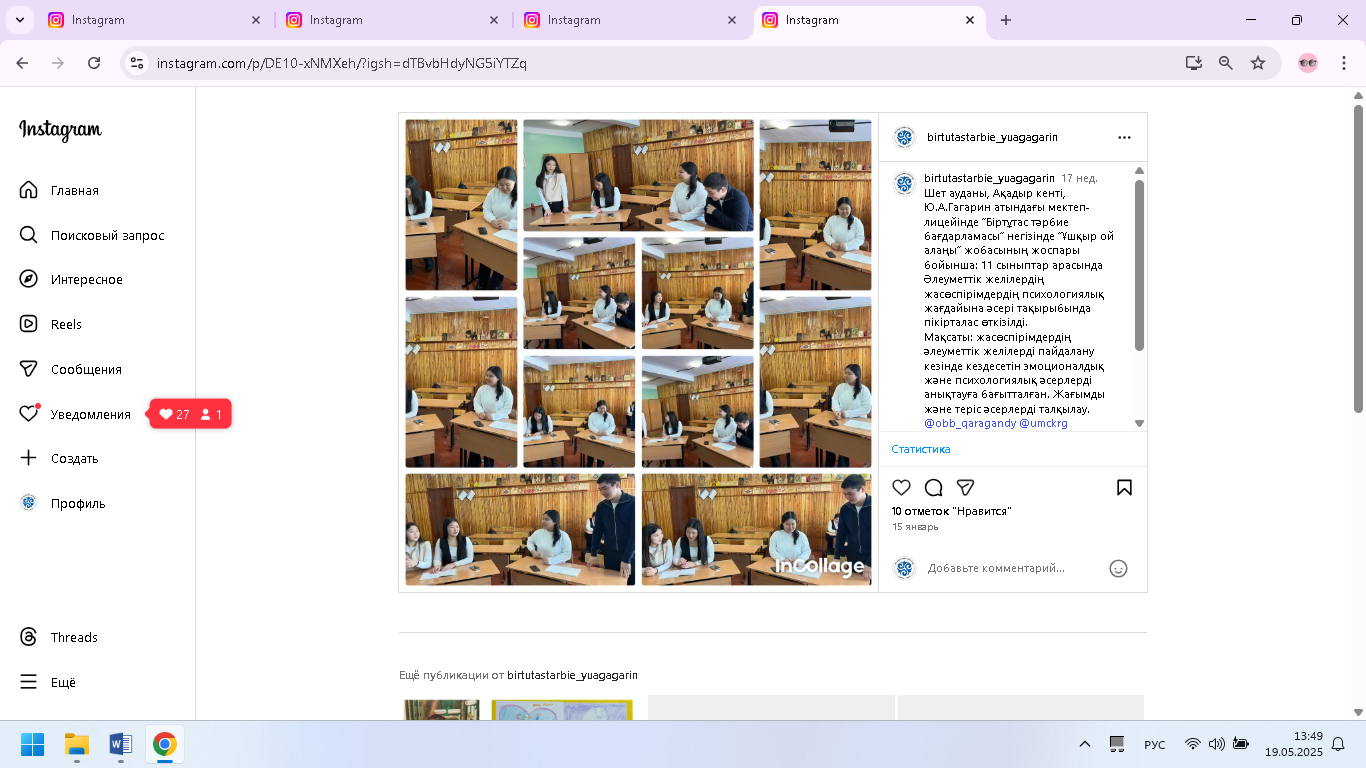 Instagram
Instagram
Instagram
Instagram
instagram.com/p/DE10-xNMXeh/?igsh=dTBvbHdyNG5iYTZq
Instagram
Главная
Поисковый запрос
Интересное
Reels
Сообщения
Уведомления
27 1
Создать
Профиль
Threads
Ещё
InCollage
birtutastarbie_yuagagarin
birtutastarbie_yuagagarin 17 нед.
Шет ауданы, Ақадыр кенті,
Ю.А.Гагарин атындағы мектеп-
лицейінде "Біртұтас тәрбие
бағдарламасы" негізінде "Ұшқыр ой
алаңы" жобасының жоспары
бойынша: 11 сыныптар арасында
Әлеуметтік желілердің
жасөспірімдердің психологиялық
жағдайына әсері тақырыбында
пікірталас өткізілді.
Мақсаты: жасөспірімдердің
әлеуметтік желілерді пайдалану
кезінде кездесетін эмоционалдық
және психологиялық әсерлерді
анықтауға бағытталған. Жағымды
және теріс әсерлерді талқылау.
@obb_qaragandy @umckrg
Статистика
10 отметок "Нравится"
15 январь
Добавьте комментарий...
Ещё публикации от birtutastarbie_yuagagarin
РУС
13:49
19.05.2025